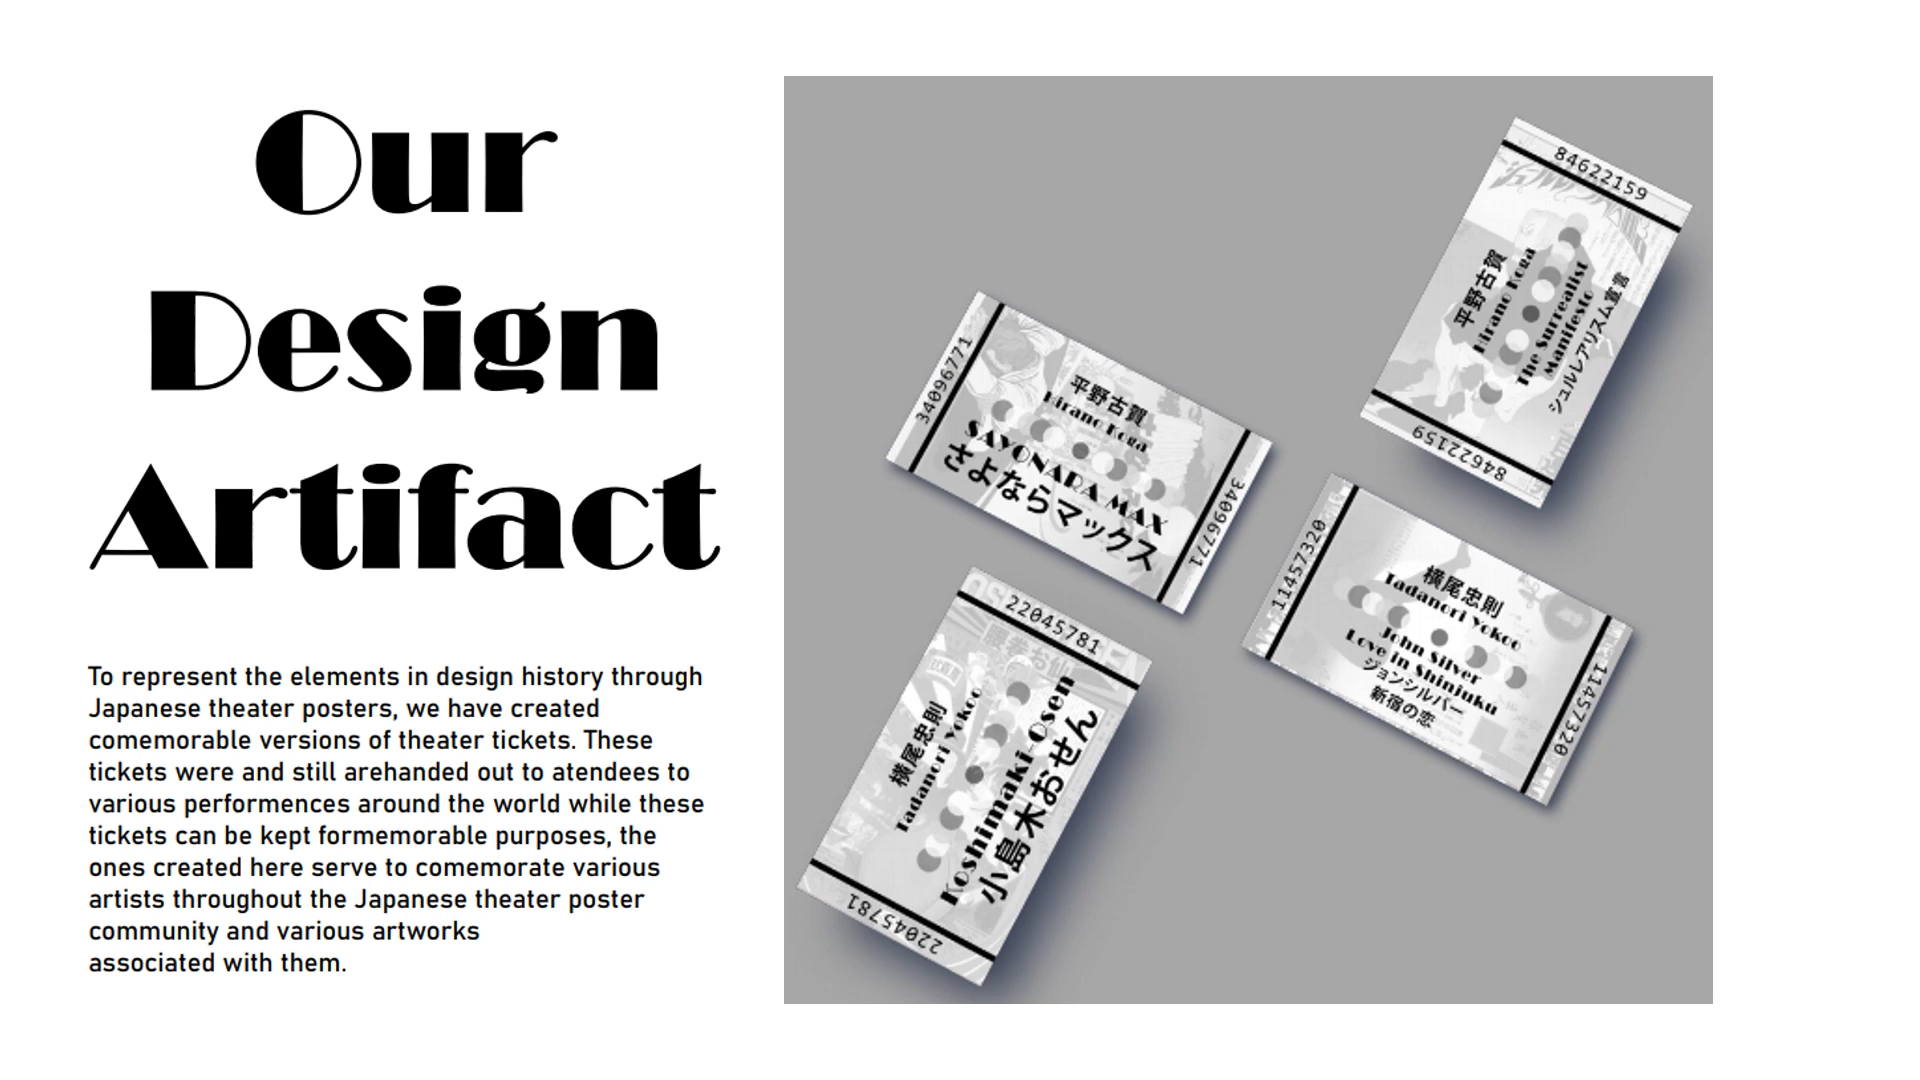 Our
Design
Artifact
To represent the elements in design history through
Japanese theater posters, we have created
comemorable versions of theater tickets. These
tickets were and still arehanded out to atendees to
various performences around the world while these
tickets can be kept formemorable purposes, the
ones created here serve to comemorate various
artists throughout the Japanese theater poster
community and various artworks
associated with them.
84622159
平野古賀
Hirano Koga
The Surrealist
Manifesto
シュルレアリスム宣言
84622159
34096771
平野古賀
Hirano Koga
SAYONARA MAX
さよならマックス
34096771
11457320
横尾忠則
Tadanori Yokoo
John Silver
Love in Shinjuku
ジョンシルバー
新宿の恋
11457320
22045781
横尾忠則
Tadanori Yokoo
Koshimaki-Osen
小島木おせん
22045781